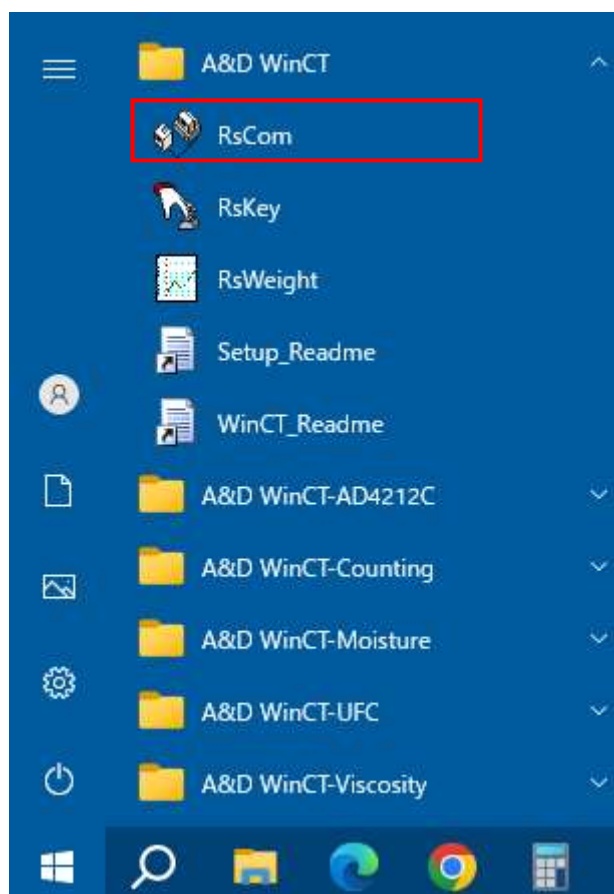 A&D WinCT
RsCom
RsKey
RsWeight
Setup_Readme
WinCT_Readme
A&D WinCT-AD4212C
A&D WinCT-Counting
A&D WinCT-Moisture
A&D WinCT-UFC
A&D WinCT-Viscosity